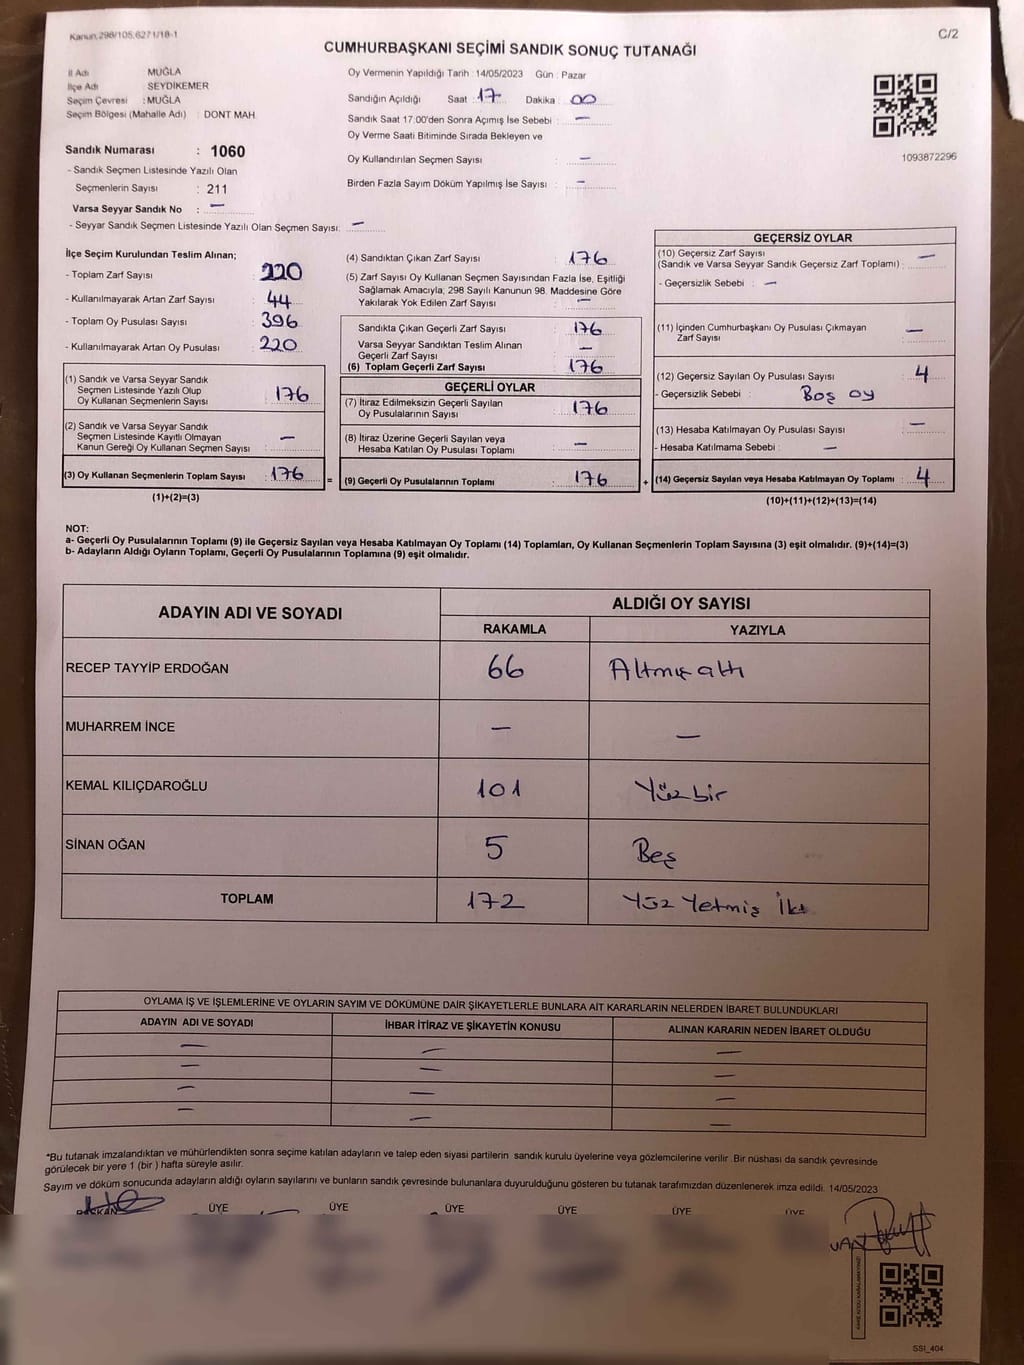 Kanun.298/105,6271/18-1
C/2
CUMHURBAŞKANI SEÇİMİ SANDIK SONUÇ TUTANAĞI
İl Adı MUĞLA
İlçe Adı SEYDİKEMER
Seçim Çevresi : MUĞLA
Seçim Bölgesi (Mahalle Adı) : DONT MAH.
Oy Vermenin Yapıldığı Tarih : 14/05/2023 Gün : Pazar
Sandığın Açıldığı Saat : 17 Dakika : 00
Sandık Saat 17:00'den Sonra Açımış İse Sebebi : —
Oy Verme Saati Bitiminde Sırada Bekleyen ve
Oy Kullandırılan Seçmen Sayısı : —
Birden Fazla Sayım Döküm Yapılmış İse Sayısı : —
1093872296
Sandık Numarası : 1060
- Sandık Seçmen Listesinde Yazılı Olan
Seçmenlerin Sayısı : 211
Varsa Seyyar Sandık No : —
- Seyyar Sandık Seçmen Listesinde Yazılı Olan Seçmen Sayısı: —
İlçe Seçim Kurulundan Teslim Alınan;
- Toplam Zarf Sayısı : 220
- Kullanılmayarak Artan Zarf Sayısı : 44
- Toplam Oy Pusulası Sayısı : 396
- Kullanılmayarak Artan Oy Pusulası : 220
(1) Sandık ve Varsa Seyyar Sandık
Seçmen Listesinde Yazılı Olup
Oy Kullanan Seçmenlerin Sayısı : 176
(2) Sandık ve Varsa Seyyar Sandık
Seçmen Listesinde Kayıtlı Olmayan
Kanun Gereği Oy Kullanan Seçmen Sayısı : —
(3) Oy Kullanan Seçmenlerin Toplam Sayısı : 176
(1)+(2)=(3)
=
(4) Sandıktan Çıkan Zarf Sayısı : 176
(5) Zarf Sayısı Oy Kullanan Seçmen Sayısından Fazla İse, Eşitliği
Sağlamak Amacıyla; 298 Sayılı Kanunun 98. Maddesine Göre
Yakılarak Yok Edilen Zarf Sayısı : —
Sandıkta Çıkan Geçerli Zarf Sayısı : 176
Varsa Seyyar Sandıktan Teslim Alınan
Geçerli Zarf Sayısı : —
(6) Toplam Geçerli Zarf Sayısı : 176
GEÇERLİ OYLAR
(7) İtiraz Edilmeksizin Geçerli Sayılan
Oy Pusulalarının Sayısı : 176
(8) İtiraz Üzerine Geçerli Sayılan veya
Hesaba Katılan Oy Pusulası Toplamı : —
(9) Geçerli Oy Pusulalarının Toplamı : 176
+
GEÇERSİZ OYLAR
(10) Geçersiz Zarf Sayısı
(Sandık ve Varsa Seyyar Sandık Geçersiz Zarf Toplamı) : —
- Geçersizlik Sebebi : —
(11) İçinden Cumhurbaşkanı Oy Pusulası Çıkmayan
Zarf Sayısı : —
(12) Geçersiz Sayılan Oy Pusulası Sayısı : 4
- Geçersizlik Sebebi : Boş oy
(13) Hesaba Katılmayan Oy Pusulası Sayısı : —
- Hesaba Katılmama Sebebi : —
(14) Geçersiz Sayılan veya Hesaba Katılmayan Oy Toplamı : 4
(10)+(11)+(12)+(13)=(14)
NOT:
a- Geçerli Oy Pusulalarının Toplamı (9) ile Geçersiz Sayılan veya Hesaba Katılmayan Oy Toplamı (14) Toplamları, Oy Kullanan Seçmenlerin Toplam Sayısına (3) eşit olmalıdır. (9)+(14)=(3)
b- Adayların Aldığı Oyların Toplamı, Geçerli Oy Pusulalarının Toplamına (9) eşit olmalıdır.
ADAYIN ADI VE SOYADI ALDIĞI OY SAYISI
RAKAMLA YAZIYLA
RECEP TAYYİP ERDOĞAN 66 Altmışaltı
MUHARREM İNCE — —
KEMAL KILIÇDAROĞLU 101 Yüzbir
SİNAN OĞAN 5 Beş
TOPLAM 172 Yüz Yetmiş İki
OYLAMA İŞ VE İŞLEMLERİNE VE OYLARIN SAYIM VE DÖKÜMÜNE DAİR ŞİKAYETLERLE BUNLARA AİT KARARLARIN NELERDEN İBARET BULUNDUKLARI
ADAYIN ADI VE SOYADI İHBAR İTİRAZ VE ŞİKAYETİN KONUSU ALINAN KARARIN NEDEN İBARET OLDUĞU
— — —
— — —
— — —
— — —
*Bu tutanak imzalandıktan ve mühürlendikten sonra seçime katılan adayların ve talep eden siyasi partilerin sandık kurulu üyelerine veya gözlemcilerine verilir .Bir nüshası da sandık çevresinde
görülecek bir yere 1 (bir ) hafta süreyle asılır.
Sayım ve döküm sonucunda adayların aldığı oyların sayılarını ve bunların sandık çevresinde bulunanlara duyurulduğunu gösteren bu tutanak tarafımızdan düzenlenerek imza edildi. 14/05/2023
BAŞKAN ÜYE ÜYE ÜYE ÜYE ÜYE ÜYE
SSI_404